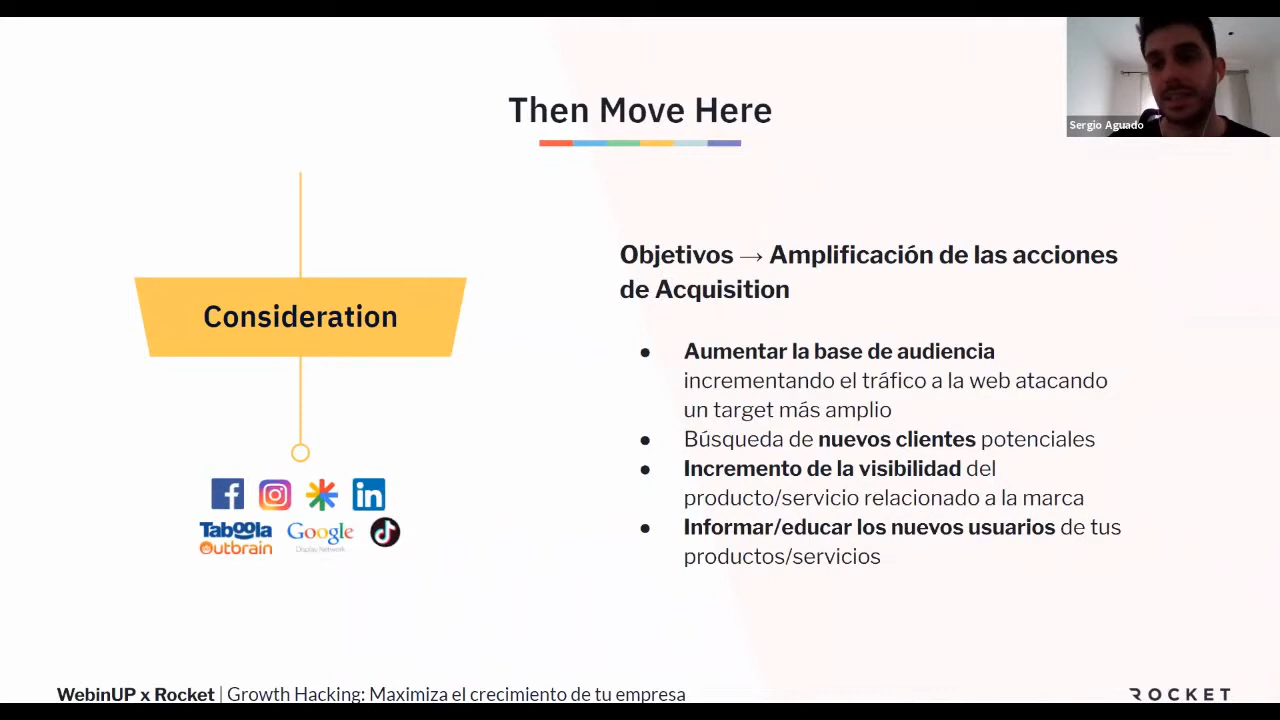 Then Move Here
Sergio Aguado
Consideration
Objetivos → Amplificación de las acciones
de Acquisition
● Aumentar la base de audiencia
incrementando el tráfico a la web atacando
un target más amplio
● Búsqueda de nuevos clientes potenciales
● Incremento de la visibilidad del
producto/servicio relacionado a la marca
● Informar/educar los nuevos usuarios de tus
productos/servicios
in
Taboola
Outbrain
Google
Display Network
WebinUP x Rocket | Growth Hacking: Maximiza el crecimiento de tu empresa
ROCKET